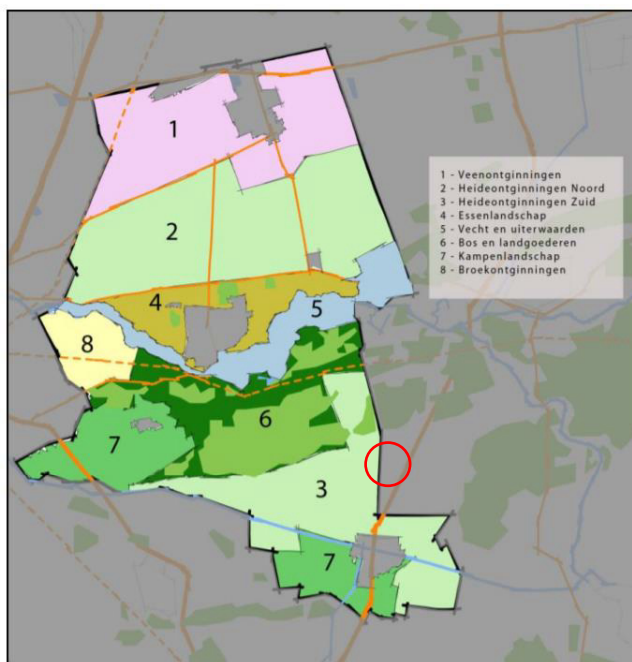 1
2
4
5
8
6
7
3
7
1 - Veenontginningen
2 - Heideontginningen Noord
3 - Heideontginningen Zuid
4 - Essenlandschap
5 - Vecht en uiterwaarden
6 - Bos en landgoederen
7 - Kampenlandschap
8 - Broekontginningen